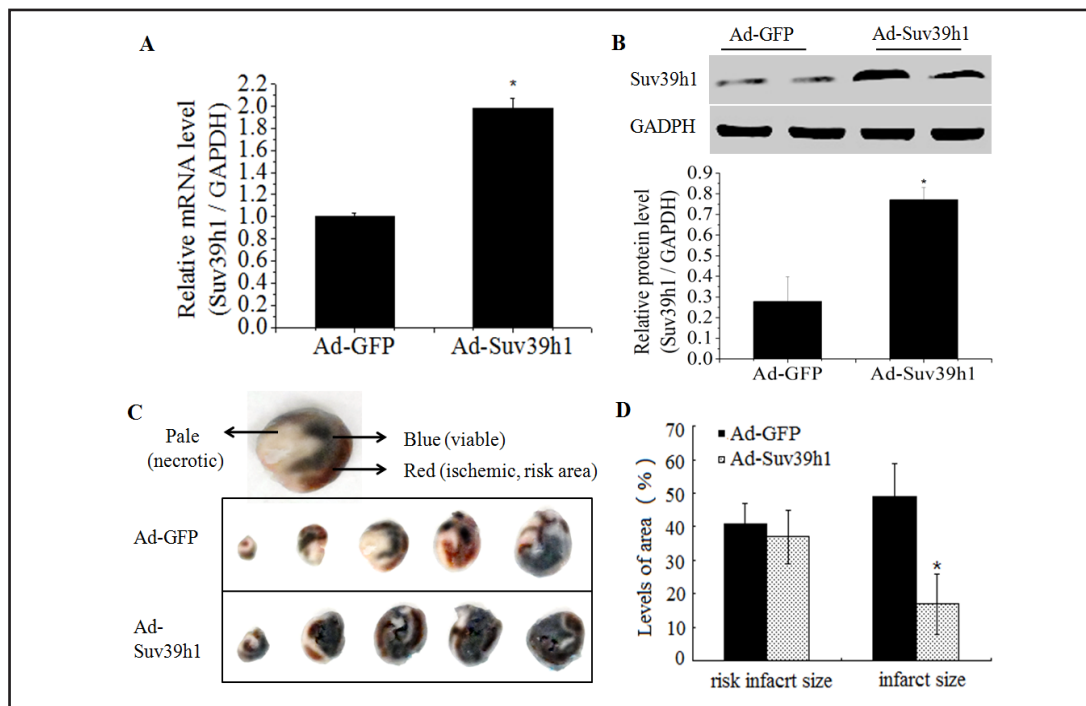 A
Relative mRNA level
(Suv39h1 / GAPDH)
2.2
2.0
1.8
1.6
1.4
1.2
1.0
0.8
0.6
0.4
0.2
0.0
*
Ad-GFP
Ad-Suv39h1
B
Ad-GFP
Ad-Suv39h1
Suv39h1
GADPH
Relative protein level
(Suv39h1 / GAPDH)
0.9
0.8
0.7
0.6
0.5
0.4
0.3
0.2
0.1
0.0
*
Ad-GFP
Ad-Suv39h1
C
Pale
(necrotic)
Blue (viable)
Red (ischemic, risk area)
Ad-GFP
Ad-
Suv39h1
D
Levels of area ( % )
70
60
50
40
30
20
10
0
Ad-GFP
Ad-Suv39h1
*
risk infacrt size
infarct size